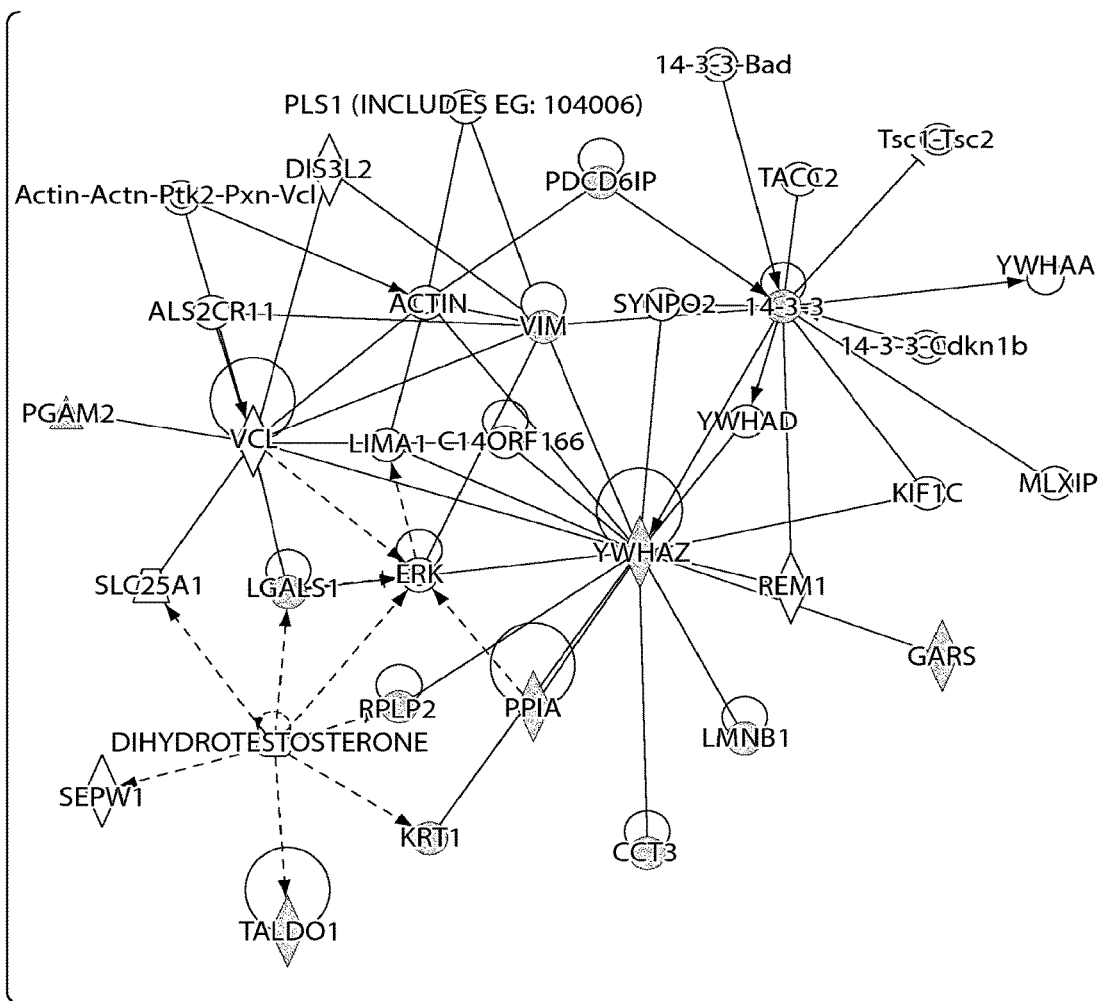 14-3-3-Bad
PLS1 (INCLUDES EG: 104006)
Tsc1-Tsc2
DIS3L2
PDCD6IP
TACC2
Actin-Actn-Ptk2-Pxn-Vcl
YWHAA
ALS2CR11
ACTIN
VIM
SYNPO2
14-3-3
14-3-3-Cdkn1b
PGAM2
VCL
LIMA1
C14ORF166
YWHAD
KIF1C
MLXIP
SLC25A1
LGALS1
ERK
YWHAZ
REM1
GARS
RPLP2
PPIA
LMNB1
DIHYDROTESTOSTERONE
SEPW1
KRT1
CCT3
TALDO1